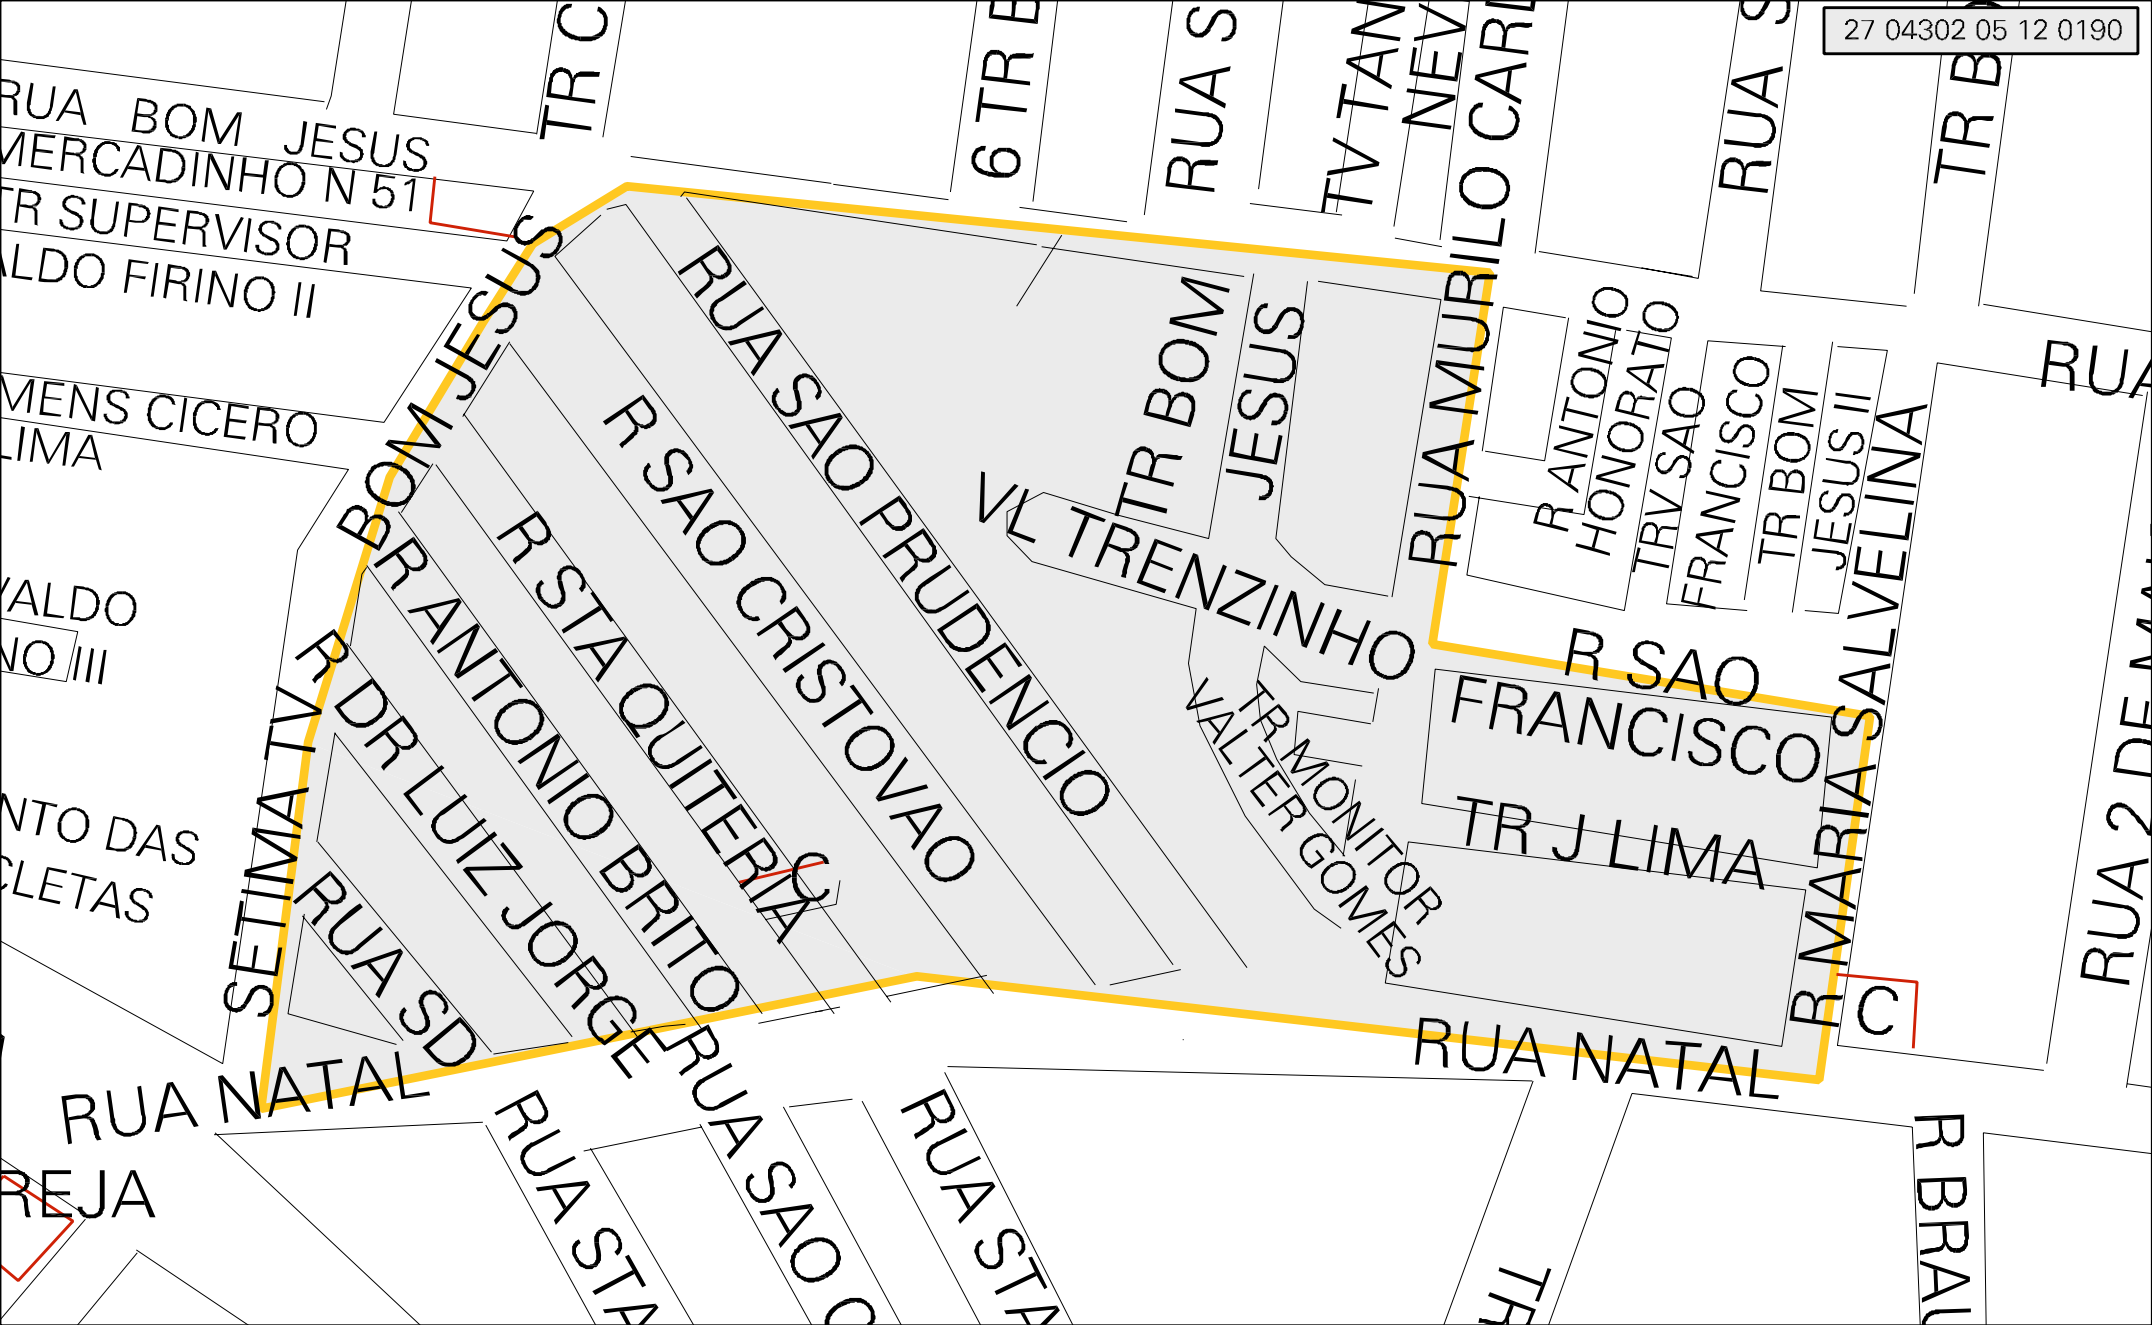 27 04302 05 12 0190
TR C
6 TR
RUA S
TV TAN
NEV
RUA MURILO CARL
RUA S
TR BO
RUA BOM JESUS
MERCADINHO N 51
TR SUPERVISOR
ALDO FIRINO II
MENS CICERO
LIMA
VALDO
NO III
NTO DAS
CLETAS
SETIMA TV BOM JESUS
RUA SAO PRUDENCIO
R SAO CRISTOVAO
R STA QUITERIA
R ANTONIO BRITO
R DR LUIZ JORGE
RUA SD
C
TR BOM
JESUS
VL TRENZINHO
TR MONITOR
VALTER GOMES
R ANTONIO
HONORATO
TRV SAO
FRANCISCO
TR BOM
JESUS II
RUA
R SAO
FRANCISCO
TR J LIMA
R MARIA SALVELINA
RUA 2 DE MA
C
RUA NATAL
RUA NATAL
REJA
RUA STA
RUA SAO C
RUA STA
TH
R BRAU